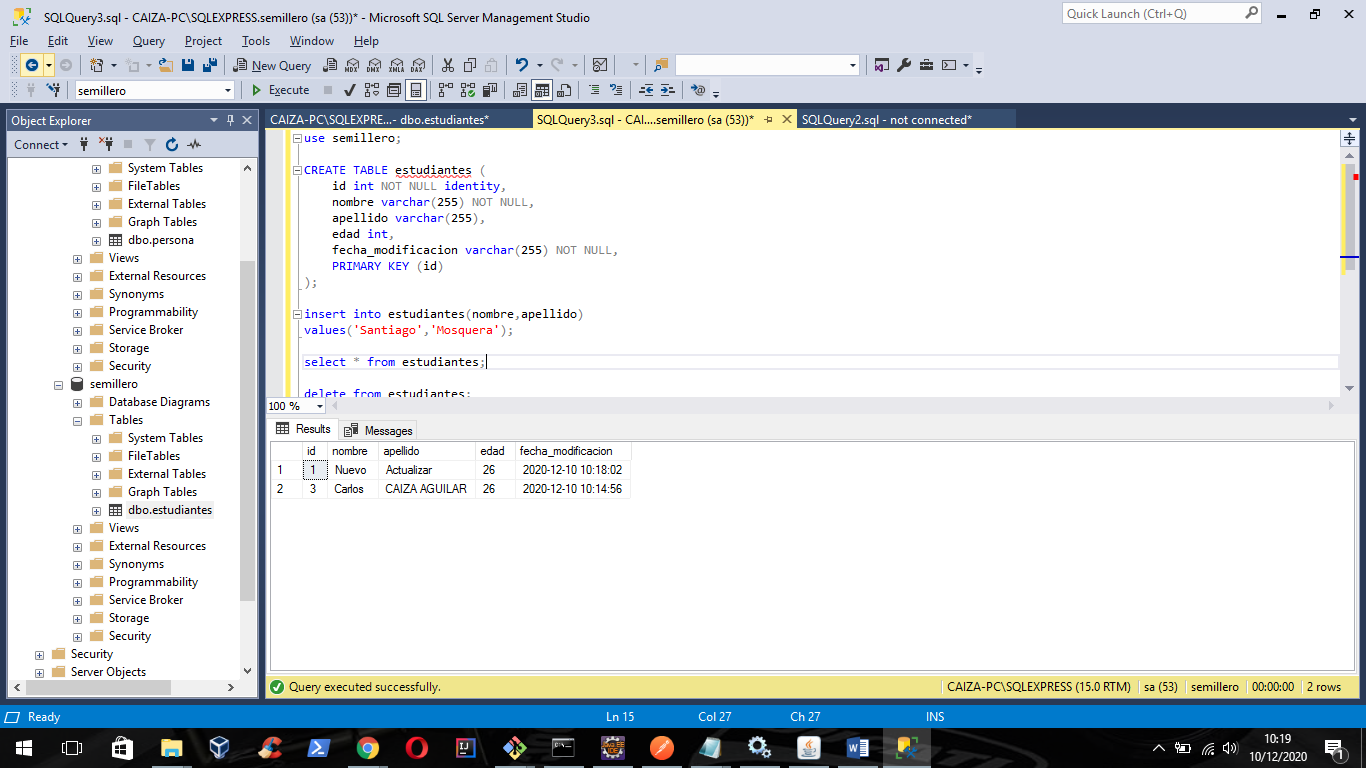 SQLQuery3.sql - CAIZA-PC\SQLEXPRESS.semillero (sa (53))* - Microsoft SQL Server Management Studio
Quick Launch (Ctrl+Q)
File Edit View Query Project Tools Window Help
New Query MDX DMX XMLA DAX
semillero Execute
Object Explorer
Connect
System Tables
FileTables
External Tables
Graph Tables
dbo.persona
Views
External Resources
Synonyms
Programmability
Service Broker
Storage
Security
semillero
Database Diagrams
Tables
System Tables
FileTables
External Tables
Graph Tables
dbo.estudiantes
Views
External Resources
Synonyms
Programmability
Service Broker
Storage
Security
Security
Server Objects
CAIZA-PC\SQLEXPRE...- dbo.estudiantes* SQLQuery3.sql - CAI....semillero (sa (53))* SQLQuery2.sql - not connected*
use semillero;
CREATE TABLE estudiantes (
id int NOT NULL identity,
nombre varchar(255) NOT NULL,
apellido varchar(255),
edad int,
fecha_modificacion varchar(255) NOT NULL,
PRIMARY KEY (id)
);
insert into estudiantes(nombre,apellido)
values('Santiago','Mosquera');
select * from estudiantes;
delete from estudiantes;
100 %
Results Messages
id nombre apellido edad fecha_modificacion
1 1 Nuevo Actualizar 26 2020-12-10 10:18:02
2 3 Carlos CAIZA AGUILAR 26 2020-12-10 10:14:56
Query executed successfully. CAIZA-PC\SQLEXPRESS (15.0 RTM) sa (53) semillero 00:00:00 2 rows
Ready Ln 15 Col 27 Ch 27 INS
10:19
10/12/2020